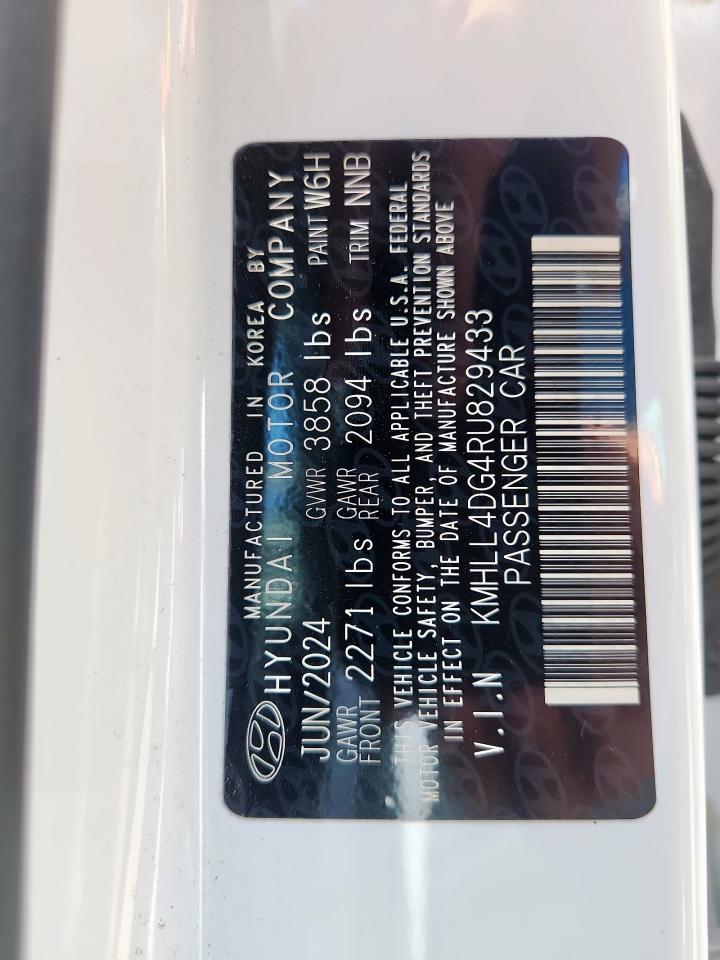 MANUFACTURED IN KOREA BY
HYUNDAI MOTOR COMPANY
JUN/2024 GVWR 3858 lbs PAINT W6H
GAWR FRONT 2271 lbs GAWR REAR 2094 lbs TRIM NNB
THIS VEHICLE CONFORMS TO ALL APPLICABLE U.S.A. FEDERAL
MOTOR VEHICLE SAFETY, BUMPER, AND THEFT PREVENTION STANDARDS
IN EFFECT ON THE DATE OF MANUFACTURE SHOWN ABOVE
V.I.N KMHLL4DG4RU829433
PASSENGER CAR